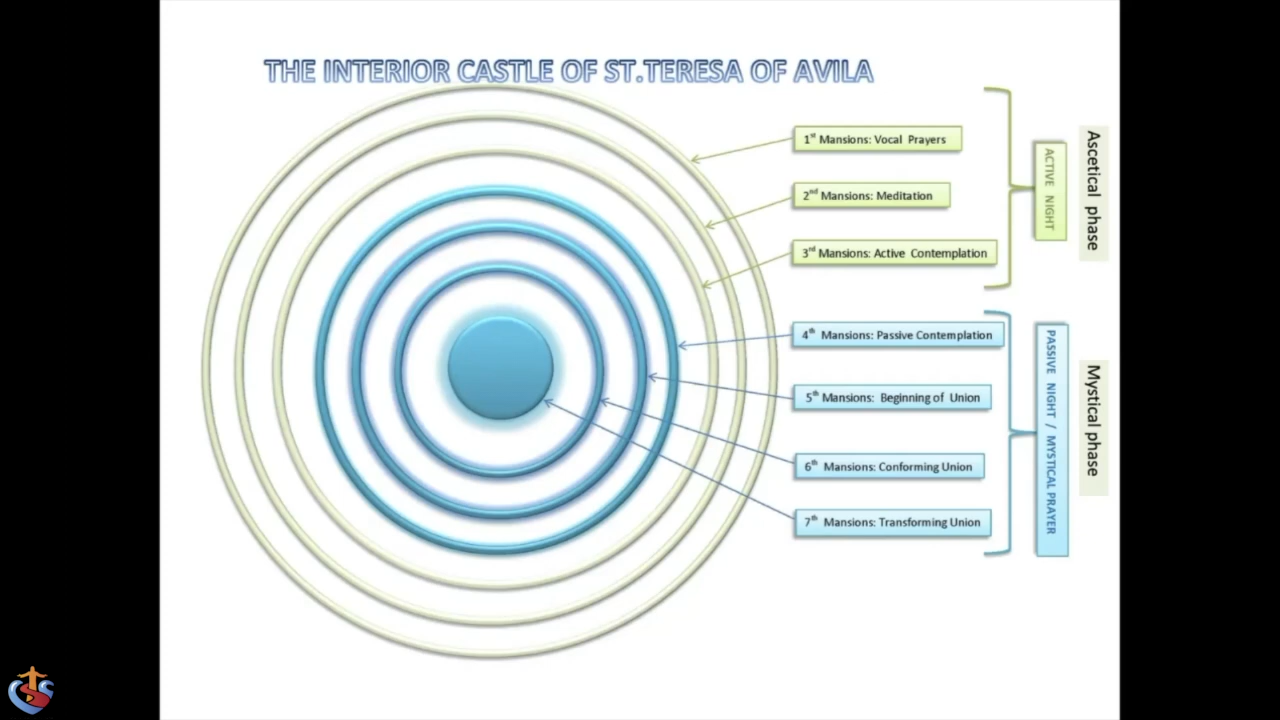 THE INTERIOR CASTLE OF ST.TERESA OF AVILA
1st Mansions: Vocal Prayers
2nd Mansions: Meditation
3rd Mansions: Active Contemplation
ACTIVE NIGHT
Ascetical phase
4th Mansions: Passive Contemplation
5th Mansions: Beginning of Union
6th Mansions: Conforming Union
7th Mansions: Transforming Union
PASSIVE NIGHT / MYSTICAL PRAYER
Mystical phase